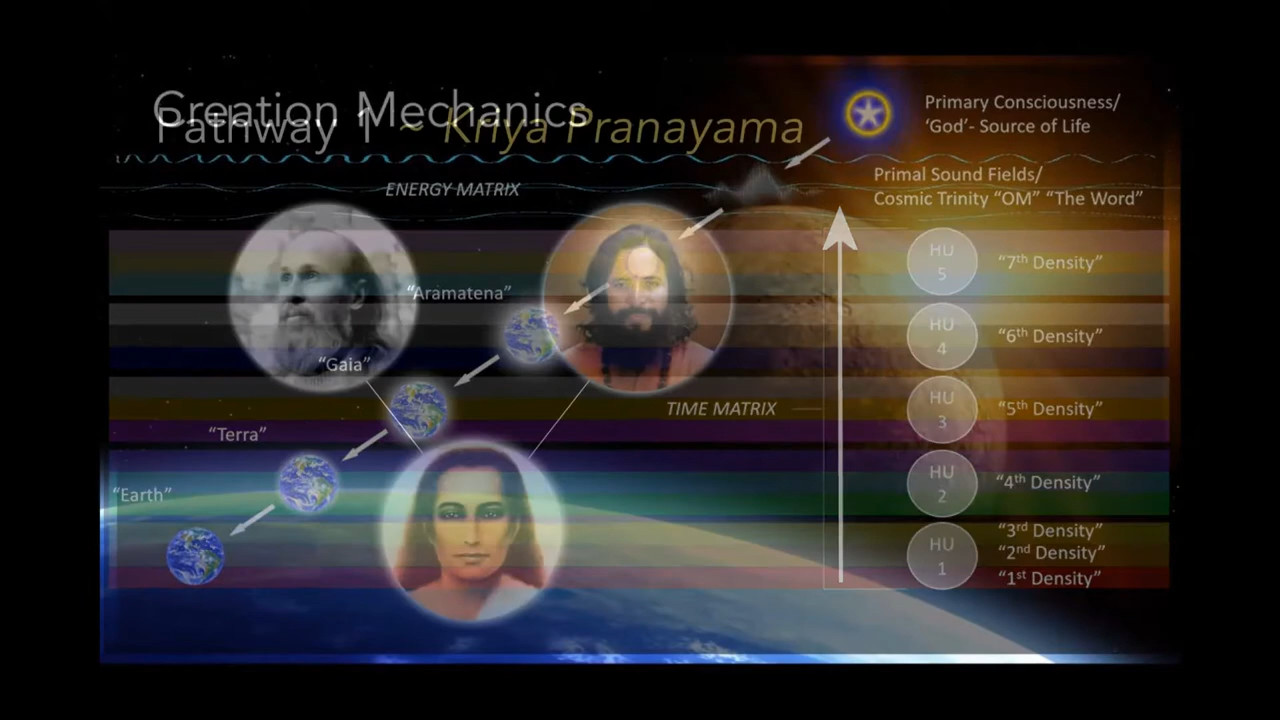 Creation Mechanics
Pathway 1 ~ Kriya Pranayama
Primary Consciousness/
‘God’- Source of Life
Primal Sound Fields/
Cosmic Trinity “OM” “The Word”
ENERGY MATRIX
HU
5
“7th Density”
“Aramatena”
HU
4
“6th Density”
“Gaia”
HU
3
“5th Density”
TIME MATRIX
“Terra”
HU
2
“4th Density”
“Earth”
HU
1
“3rd Density”
“2nd Density”
“1st Density”